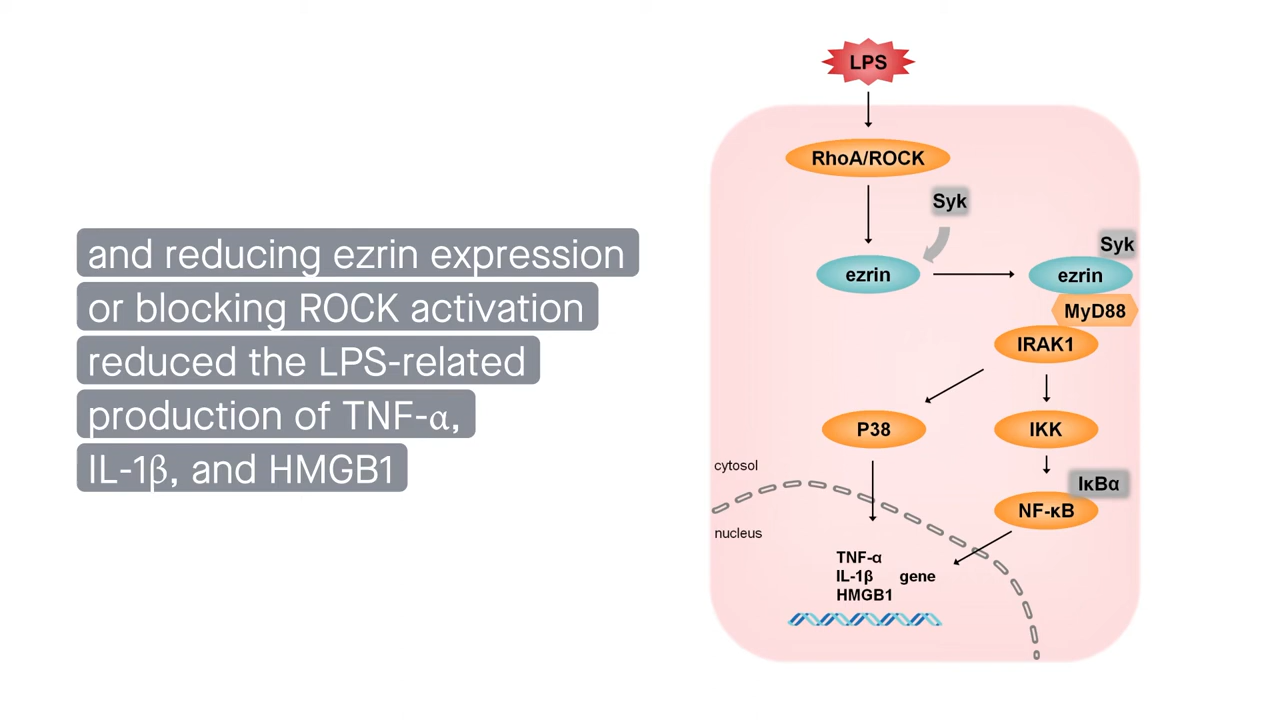 and reducing ezrin expression
or blocking ROCK activation
reduced the LPS-related
production of TNF-α,
IL-1β, and HMGB1
LPS
RhoA/ROCK
Syk
Syk
ezrin
ezrin
MyD88
IRAK1
P38
IKK
cytosol
IκBα
NF-κB
nucleus
TNF-α
IL-1β gene
HMGB1